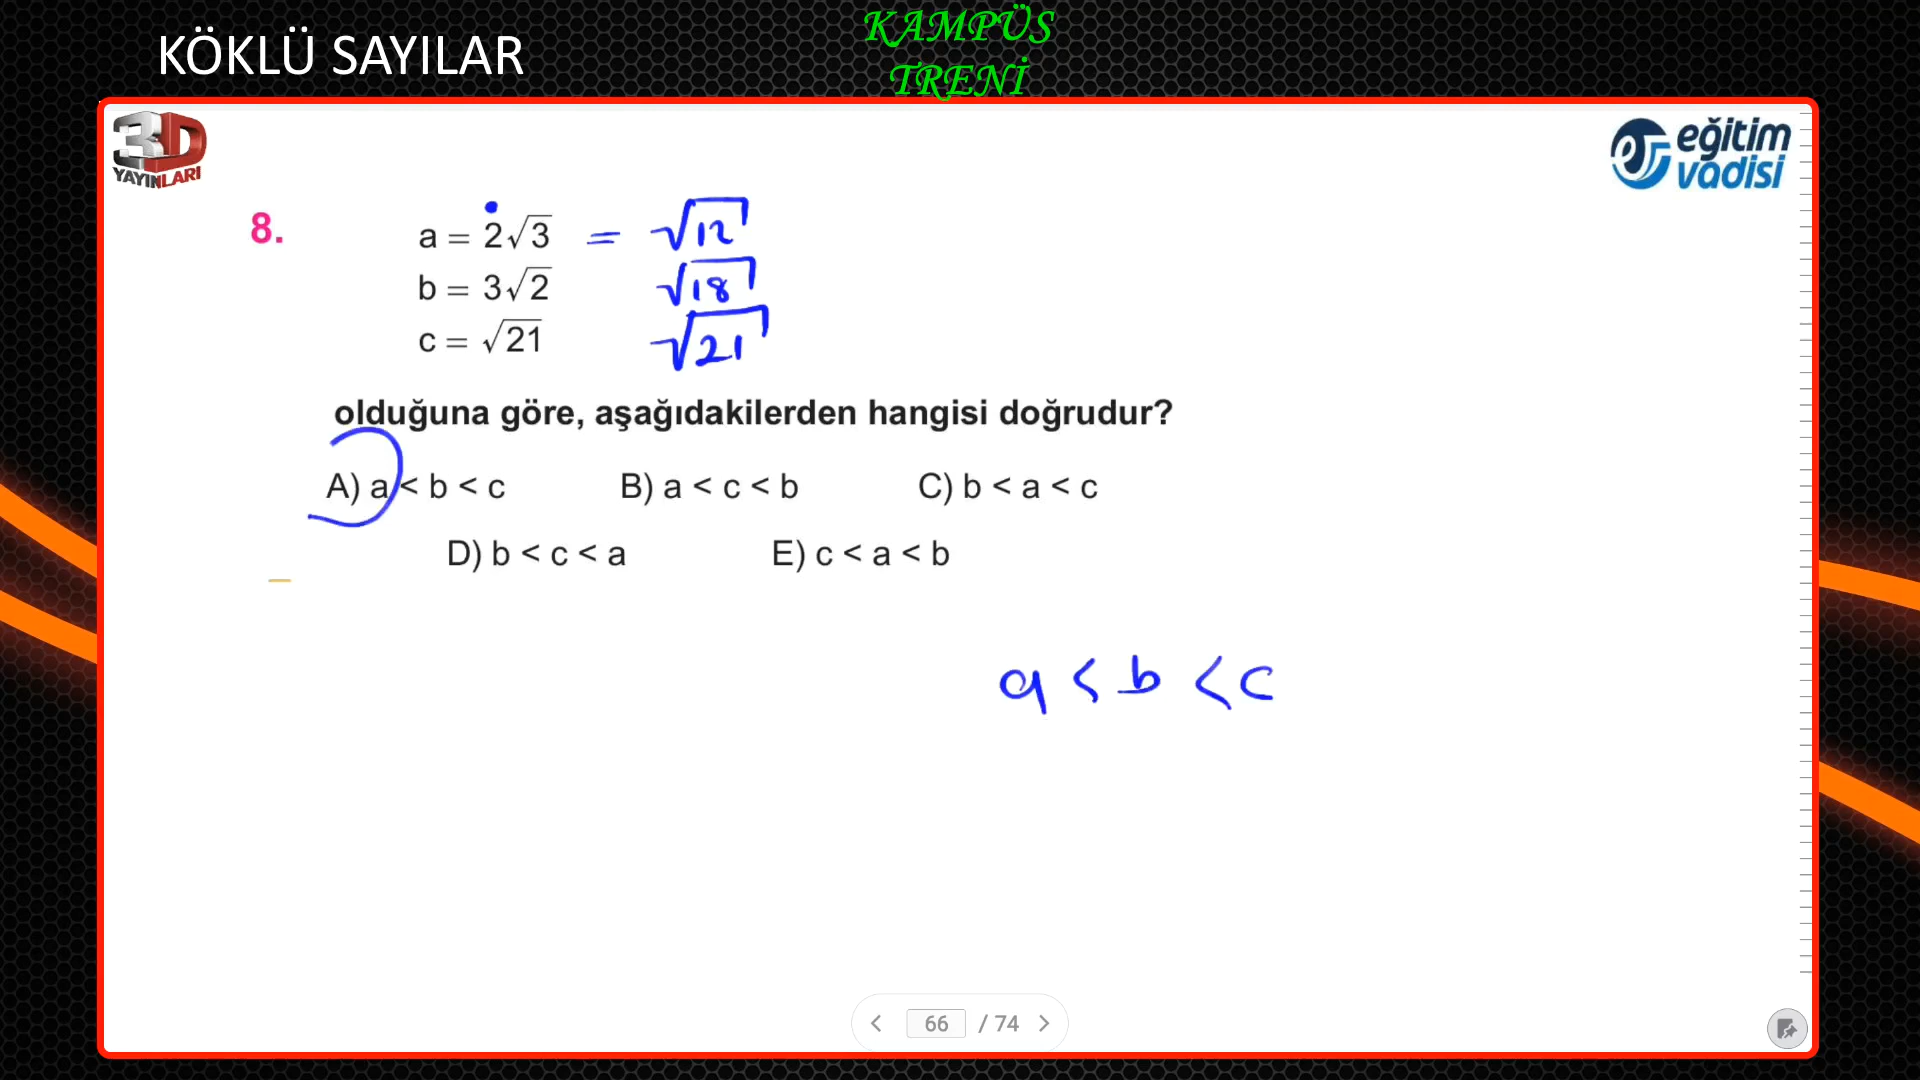 KÖKLÜ SAYILAR
KAMPÜS
TRENİ
3D
YAYINLARI
eğitim
vadisi
8.
a = 2√3 = √12
b = 3√2 √18
c = √21 √21
olduğuna göre, aşağıdakilerden hangisi doğrudur?
A) a < b < c B) a < c < b C) b < a < c
D) b < c < a E) c < a < b
a < b < c
66 / 74